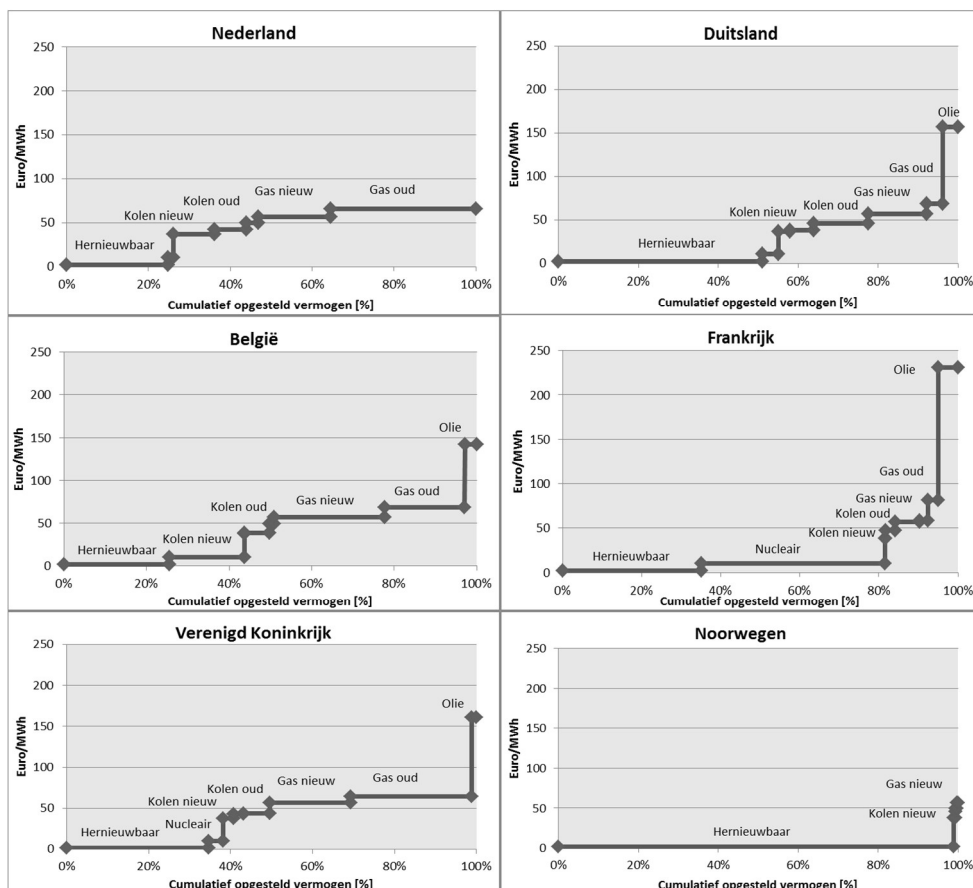 Nederland
250
200
150
100
50
0
Euro/MWh
Hernieuwbaar
Kolen nieuw
Kolen oud
Gas nieuw
Gas oud
0% 20% 40% 60% 80% 100%
Cumulatief opgesteld vermogen [%]
Duitsland
250
200
150
100
50
0
Euro/MWh
Hernieuwbaar
Kolen nieuw
Kolen oud
Gas nieuw
Gas oud
Olie
0% 20% 40% 60% 80% 100%
Cumulatief opgesteld vermogen [%]
België
250
200
150
100
50
0
Euro/MWh
Hernieuwbaar
Kolen nieuw
Kolen oud
Gas nieuw
Gas oud
Olie
0% 20% 40% 60% 80% 100%
Cumulatief opgesteld vermogen [%]
Frankrijk
250
200
150
100
50
0
Euro/MWh
Hernieuwbaar
Nucleair
Kolen nieuw
Kolen oud
Gas nieuw
Gas oud
Olie
0% 20% 40% 60% 80% 100%
Cumulatief opgesteld vermogen [%]
Verenigd Koninkrijk
250
200
150
100
50
0
Euro/MWh
Hernieuwbaar
Nucleair
Kolen nieuw
Kolen oud
Gas nieuw
Gas oud
Olie
0% 20% 40% 60% 80% 100%
Cumulatief opgesteld vermogen [%]
Noorwegen
250
200
150
100
50
0
Euro/MWh
Hernieuwbaar
Kolen nieuw
Gas nieuw
0% 20% 40% 60% 80% 100%
Cumulatief opgesteld vermogen [%]